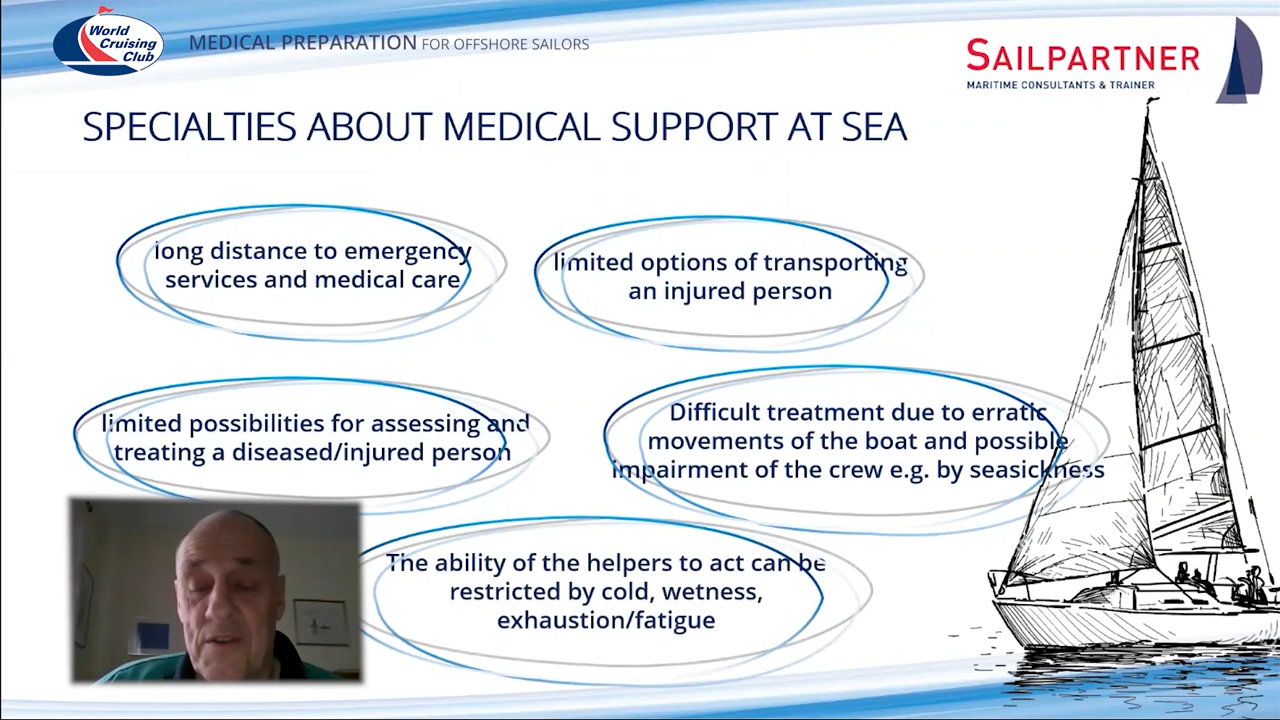 World
Cruising
Club
MEDICAL PREPARATION FOR OFFSHORE SAILORS
SAILPARTNER
MARITIME CONSULTANTS & TRAINER
SPECIALTIES ABOUT MEDICAL SUPPORT AT SEA
long distance to emergency
services and medical care
limited options of transporting
an injured person
limited possibilities for assessing and
treating a diseased/injured person
Difficult treatment due to erratic
movements of the boat and possible
impairment of the crew e.g. by seasickness
The ability of the helpers to act can be
restricted by cold, wetness,
exhaustion/fatigue